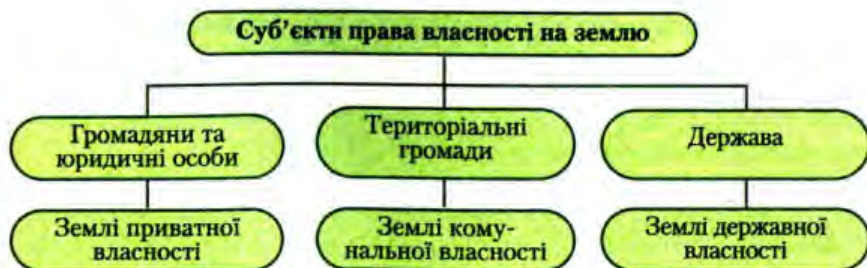 Суб’єкти права власності на землю
Громадяни та
юридичні особи
Територіальні
громади
Держава
Землі приватної
власності
Землі кому-
нальної власності
Землі державної
власності